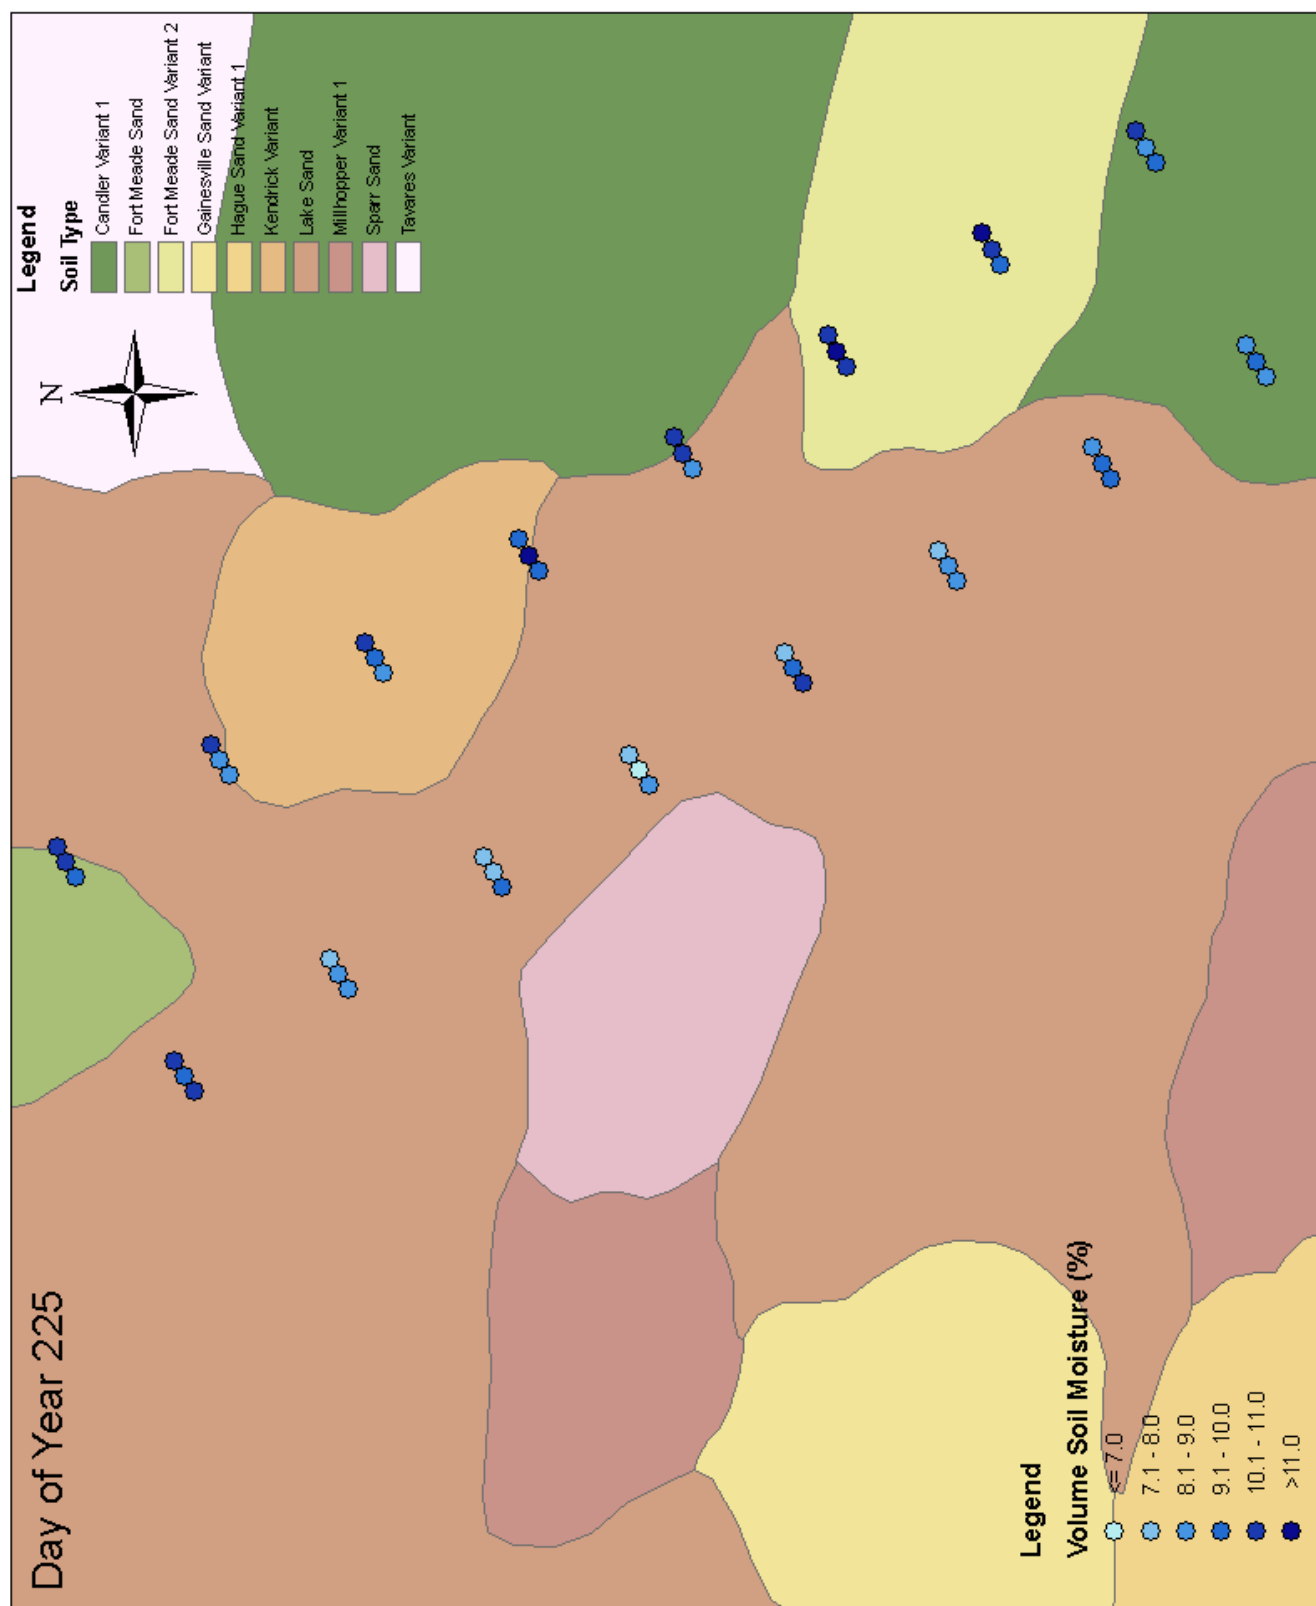 Day of Year 225
N
Legend
Soil Type
Candler Variant 1
Fort Meade Sand
Fort Meade Sand Variant 2
Gainesville Sand Variant
Hague Sand Variant 1
Kendrick Variant
Lake Sand
Millhopper Variant 1
Sparr Sand
Tavares Variant
Legend
Volume Soil Moisture (%)
<= 7.0
7.1 - 8.0
8.1 - 9.0
9.1 - 10.0
10.1 - 11.0
>11.0